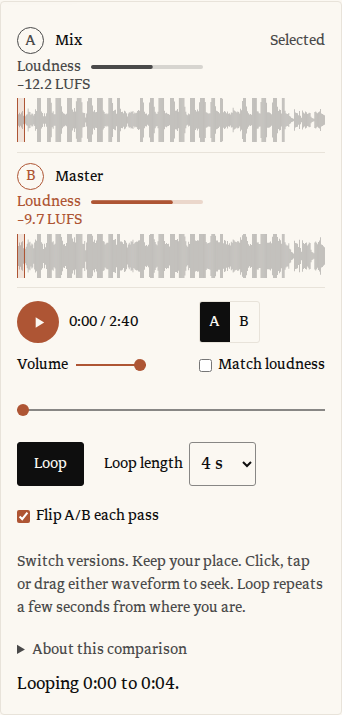 A Mix Selected
Loudness
−12.2 LUFS
B Master
Loudness
−9.7 LUFS
0:00 / 2:40 A B
Volume Match loudness
Loop Loop length 4 s
Flip A/B each pass
Switch versions. Keep your place. Click, tap
or drag either waveform to seek. Loop repeats
a few seconds from where you are.
About this comparison
Looping 0:00 to 0:04.